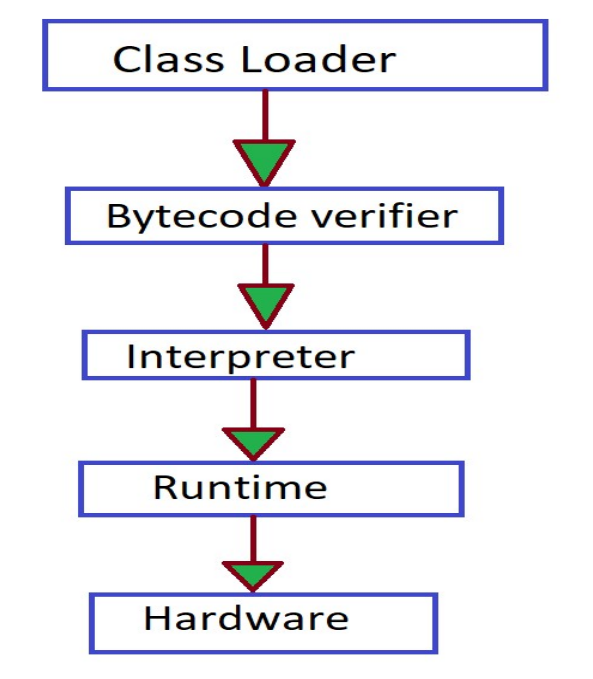 Class Loader
Bytecode verifier
Interpreter
Runtime
Hardware